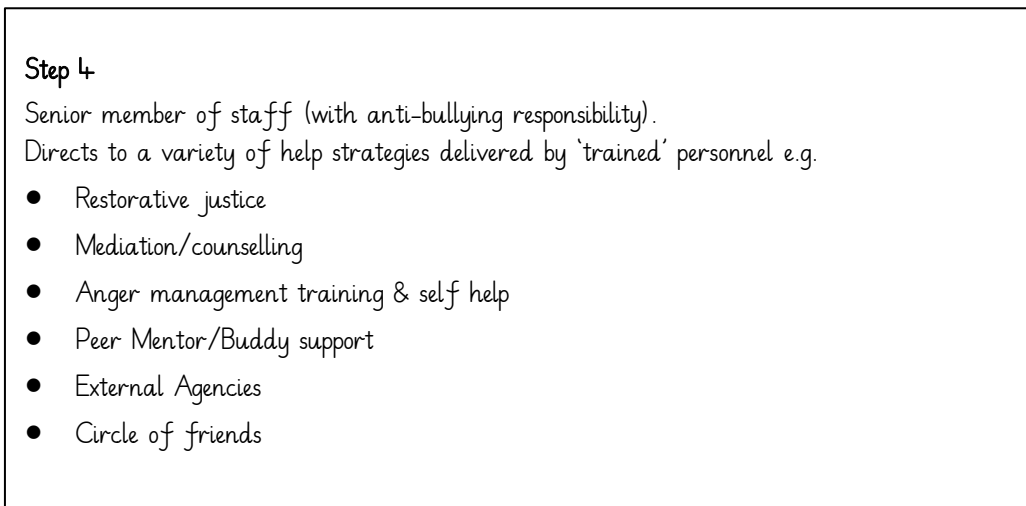 Step 4
Senior member of staff (with anti-bullying responsibility).
Directs to a variety of help strategies delivered by ‘trained’ personnel e.g.
● Restorative justice
● Mediation/counselling
● Anger management training & self help
● Peer Mentor/Buddy support
● External Agencies
● Circle of friends